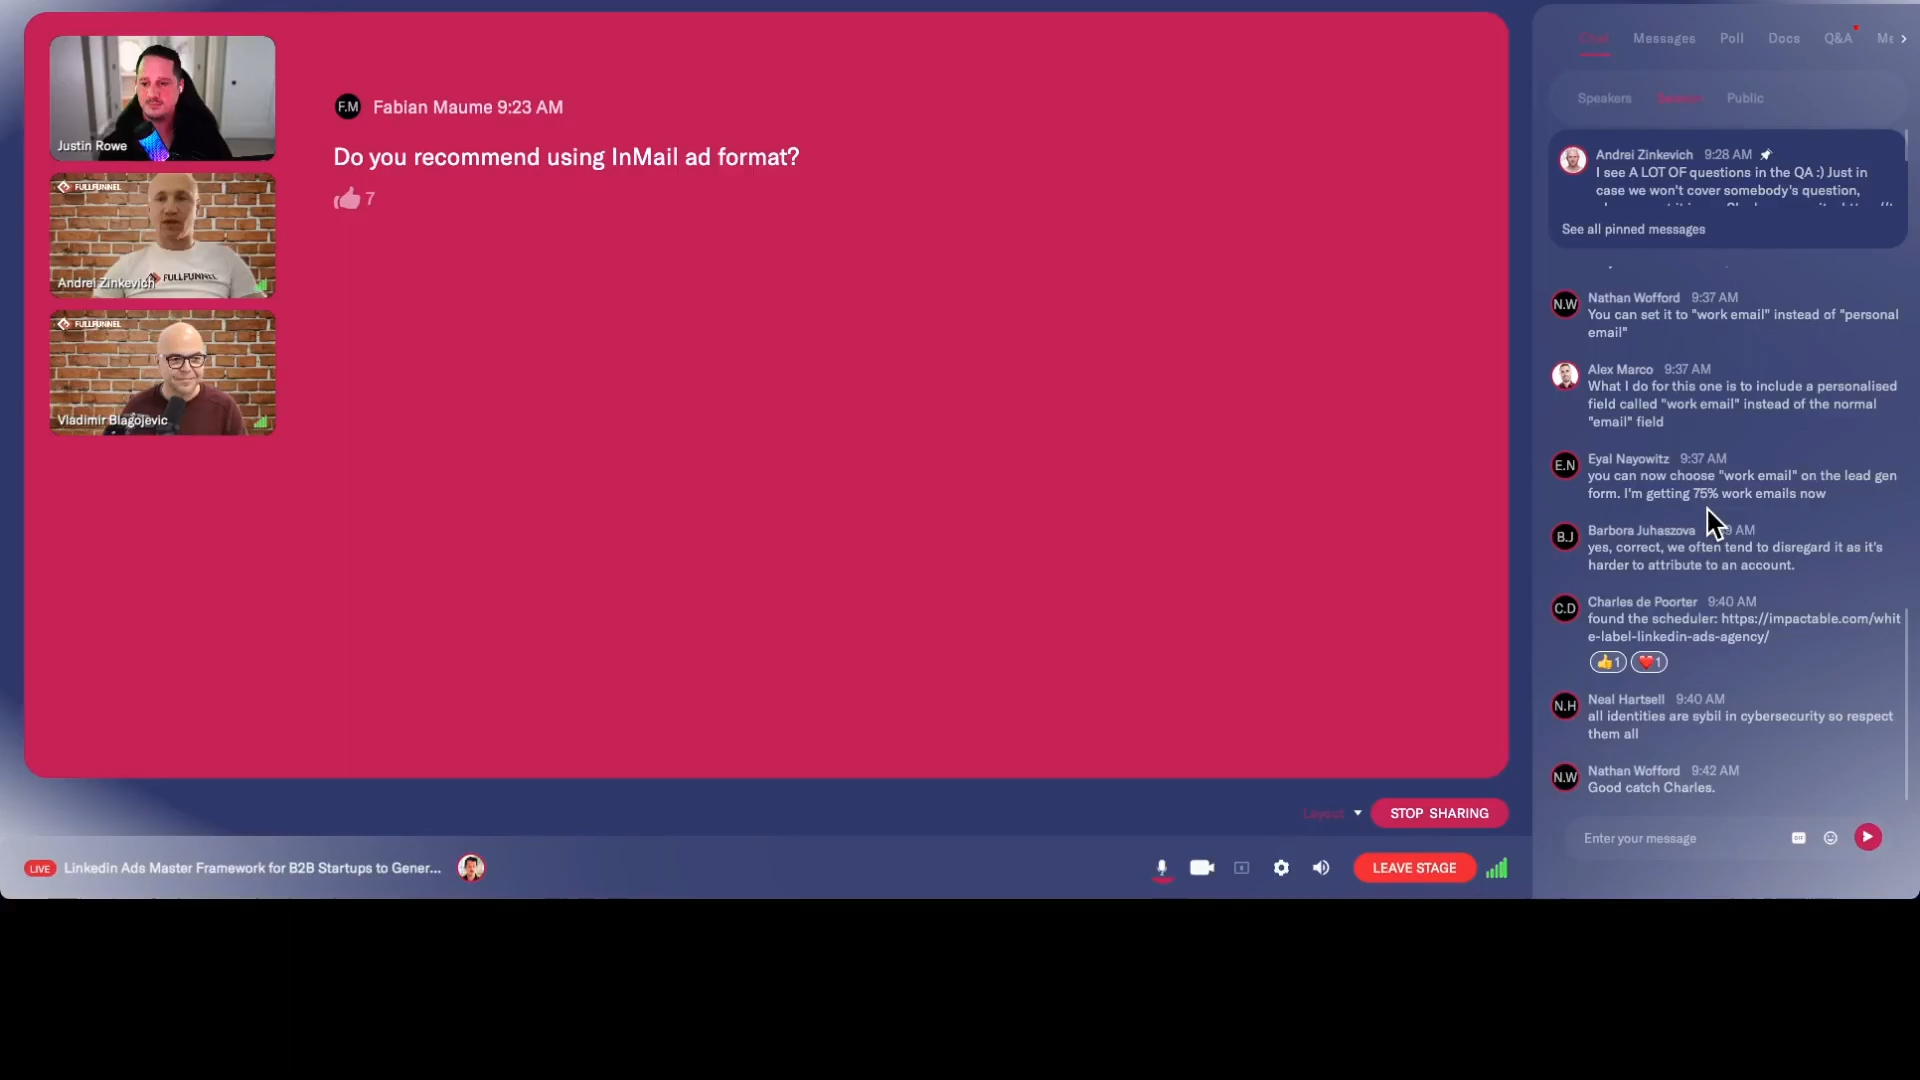 Justin Rowe
FULLFUNNEL
FULLFUNNEL
Andrei Zinkevich
FULLFUNNEL
Vladimir Blagojevic
F.M Fabian Maume 9:23 AM
Do you recommend using InMail ad format?
7
Chat Messages Poll Docs Q&A Me
Speakers Session Public
Andrei Zinkevich 9:28 AM
I see A LOT OF questions in the QA :) Just in
case we won't cover somebody's question,
See all pinned messages
N.W Nathan Wofford 9:37 AM
You can set it to "work email" instead of "personal
email"
Alex Marco 9:37 AM
What I do for this one is to include a personalised
field called "work email" instead of the normal
"email" field
E.N Eyal Nayowitz 9:37 AM
you can now choose "work email" on the lead gen
form. I'm getting 75% work emails now
B.J Barbora Juhaszova 9 AM
yes, correct, we often tend to disregard it as it's
harder to attribute to an account.
C.D Charles de Poorter 9:40 AM
found the scheduler: https://impactable.com/whit
e-label-linkedin-ads-agency/
1 1
N.H Neal Hartsell 9:40 AM
all identities are sybil in cybersecurity so respect
them all
N.W Nathan Wofford 9:42 AM
Good catch Charles.
Enter your message GIF
Layout STOP SHARING
LIVE Linkedin Ads Master Framework for B2B Startups to Gener...
LEAVE STAGE